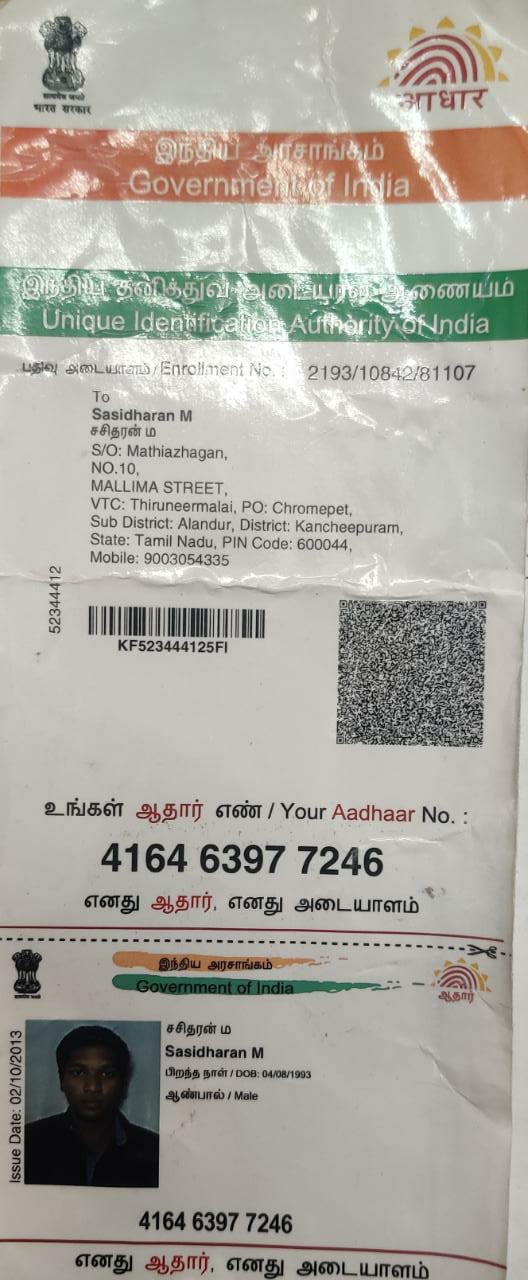 भारत सरकार
आधार
இந்திய அரசாங்கம்
Government of India
இந்திய தனித்துவ அடையாள ஆணையம்
Unique Identification Authority of India
பதிவு அடையாளம் / Enrollment No. : 2193/10842/81107
To
Sasidharan M
சசிதரன் ம
S/O: Mathiazhagan,
NO.10,
MALLIMA STREET,
VTC: Thiruneermalai, PO: Chromepet,
Sub District: Alandur, District: Kancheepuram,
State: Tamil Nadu, PIN Code: 600044,
Mobile: 9003054335
52344412
KF523444125FI
உங்கள் ஆதார் எண் / Your Aadhaar No. :
4164 6397 7246
எனது ஆதார், எனது அடையாளம்
இந்திய அரசாங்கம்
Government of India
ஆதார்
Issue Date: 02/10/2013
சசிதரன் ம
Sasidharan M
பிறந்த நாள் / DOB: 04/08/1993
ஆண்பால் / Male
4164 6397 7246
எனது ஆதார், எனது அடையாளம்